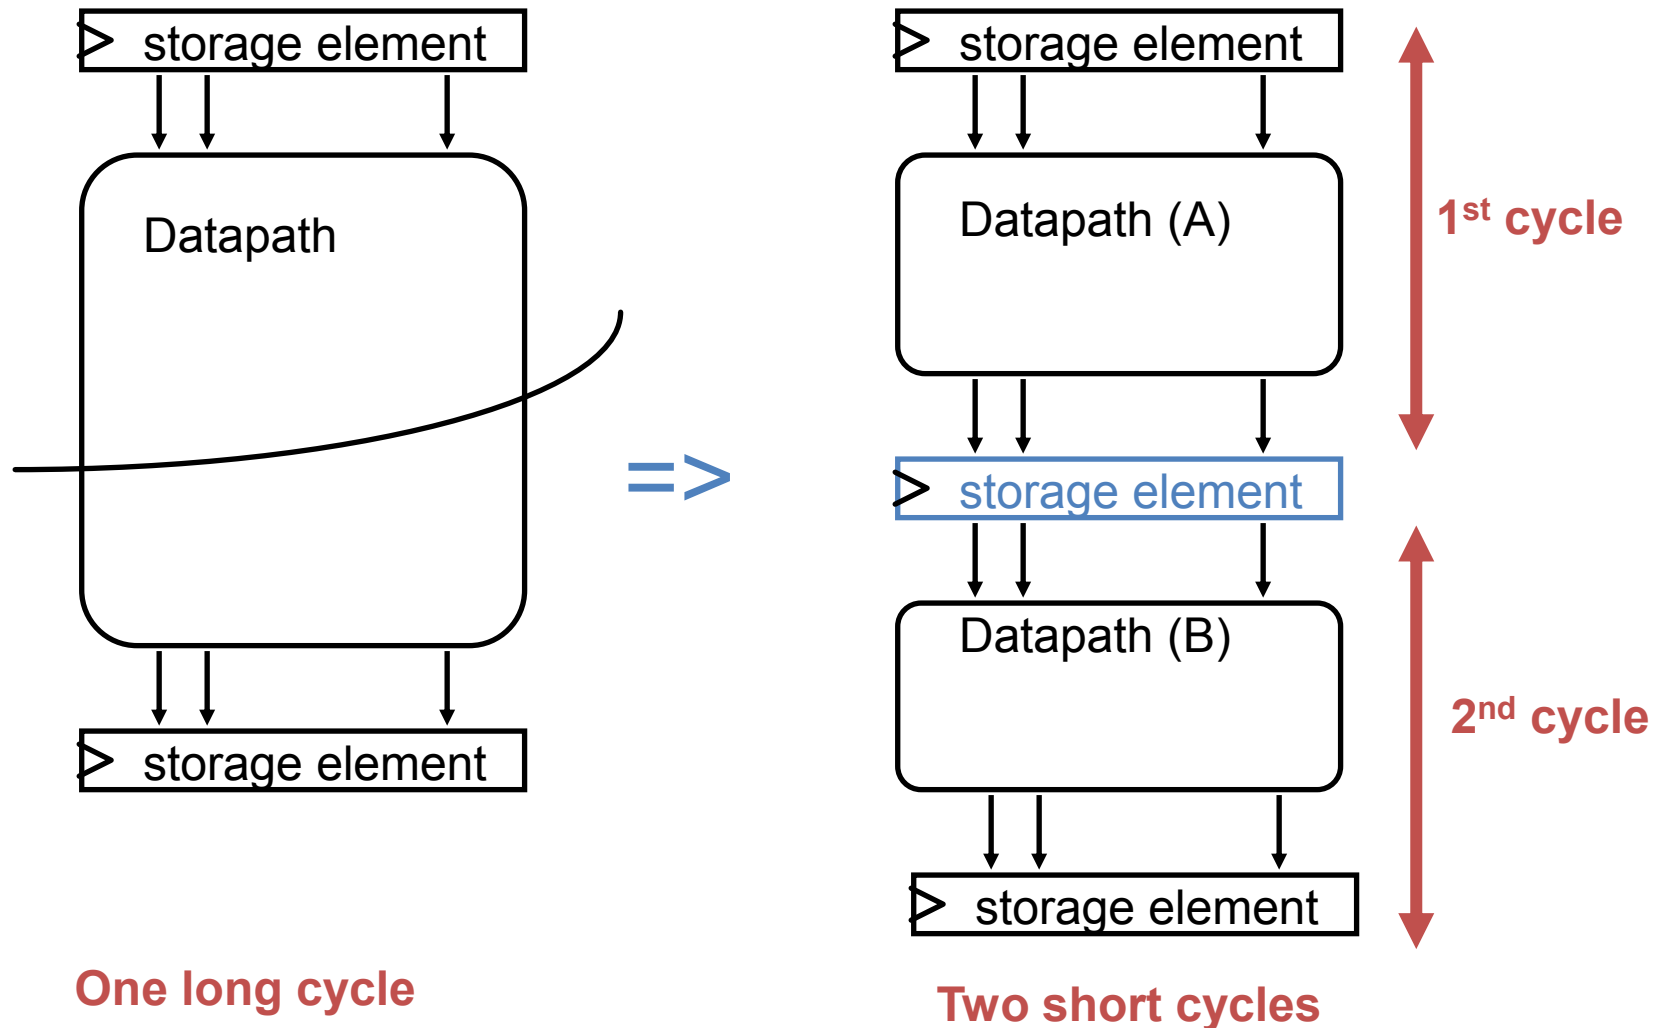 storage element
Datapath
storage element
One long cycle
=>
storage element
Datapath (A)
storage element
Datapath (B)
storage element
1st cycle
2nd cycle
Two short cycles